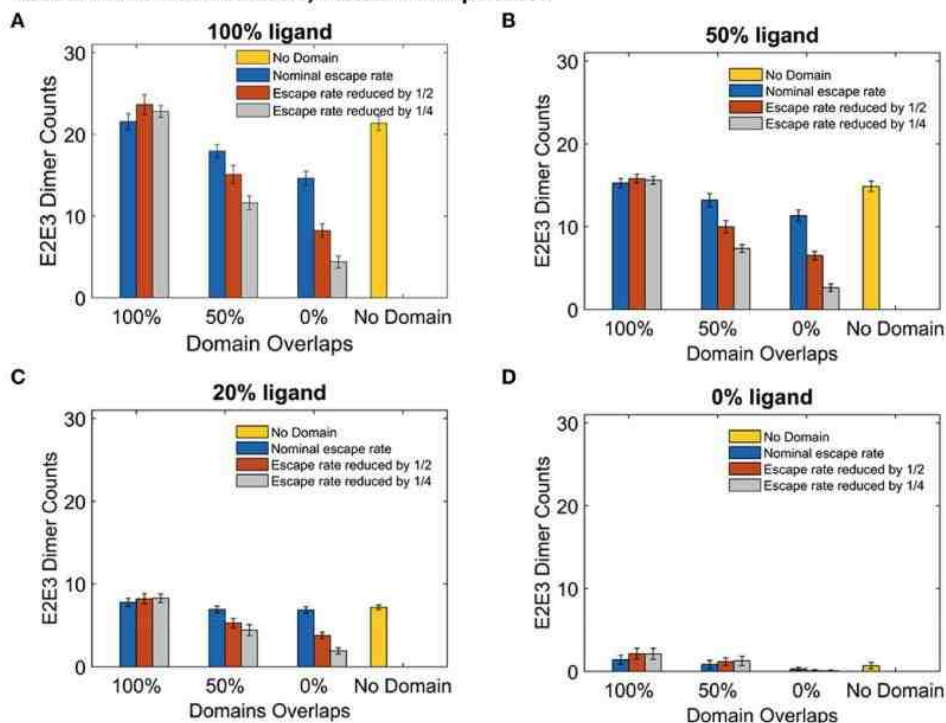 A
100% ligand
E2E3 Dimer Counts
30
20
10
0
No Domain
Nominal escape rate
Escape rate reduced by 1/2
Escape rate reduced by 1/4
100% 50% 0% No Domain
Domain Overlaps
B
50% ligand
E2E3 Dimer Counts
30
20
10
0
No Domain
Nominal escape rate
Escape rate reduced by 1/2
Escape rate reduced by 1/4
100% 50% 0% No Domain
Domain Overlaps
C
20% ligand
E2E3 Dimer Counts
30
20
10
0
No Domain
Nominal escape rate
Escape rate reduced by 1/2
Escape rate reduced by 1/4
100% 50% 0% No Domain
Domains Overlaps
D
0% ligand
E2E3 Dimer Counts
30
20
10
0
No Domain
Nominal escape rate
Escape rate reduced by 1/2
Escape rate reduced by 1/4
100% 50% 0% No Domain
Domain Overlaps